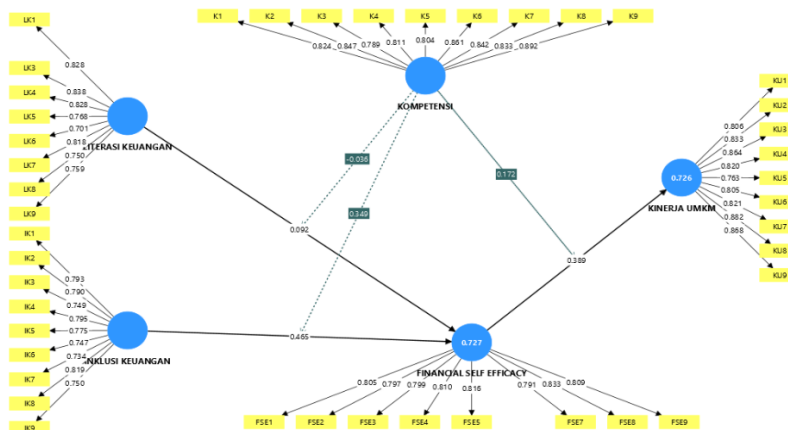 LK1
LK3
LK4
LK5
LK6
LK7
LK8
LK9
0.828
0.838
0.828
0.768
0.701
0.818
0.750
0.759
LITERASI KEUANGAN
IK1
IK2
IK3
IK4
IK5
IK6
IK7
IK8
IK9
0.793
0.790
0.749
0.795
0.775
0.747
0.734
0.819
0.750
INKLUSI KEUANGAN
K1
K2
K3
K4
K5
K6
K7
K8
K9
0.824
0.847
0.789
0.811
0.804
0.861
0.842
0.833
0.892
KOMPETENSI
-0.036
0.349
0.172
0.092
0.465
0.389
0.727
FINANCIAL SELF EFFICACY
0.805
0.797
0.799
0.810
0.816
0.791
0.833
0.809
FSE1
FSE2
FSE3
FSE4
FSE5
FSE7
FSE8
FSE9
0.726
KINERJA UMKM
0.806
0.833
0.864
0.820
0.763
0.805
0.821
0.882
0.868
KU1
KU2
KU3
KU4
KU5
KU6
KU7
KU8
KU9